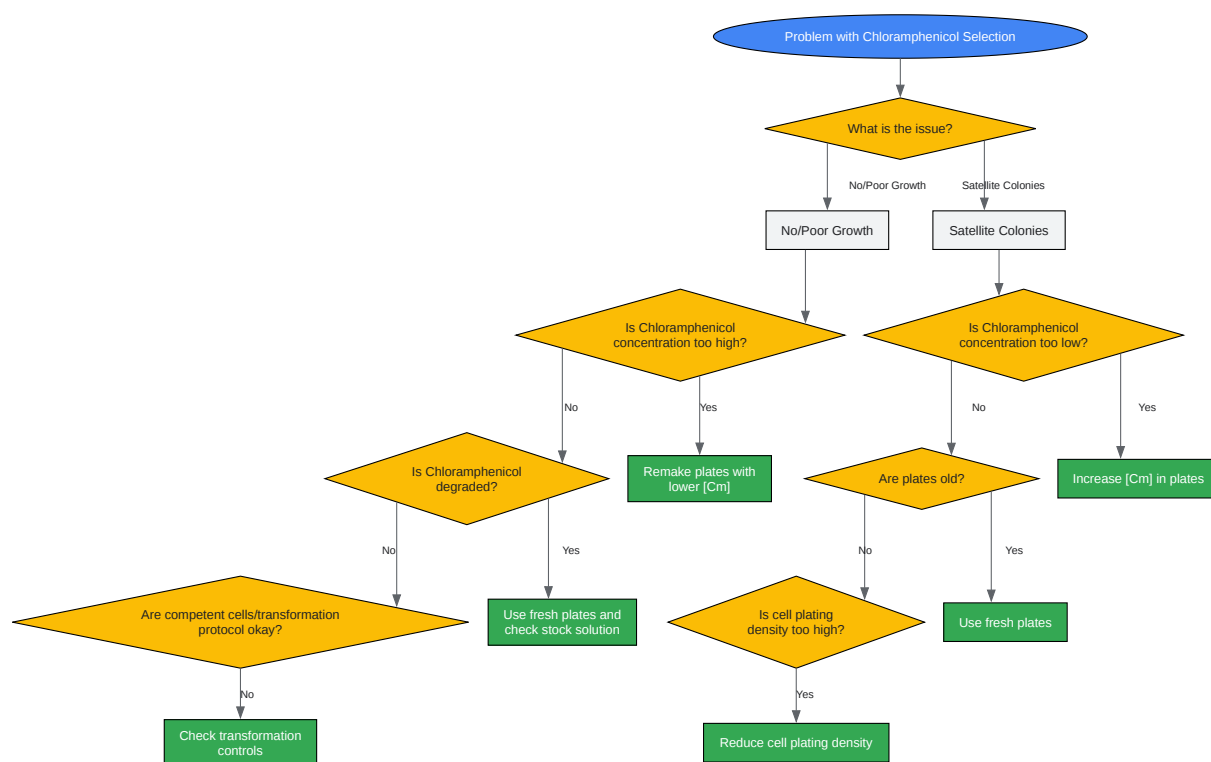 Problem with Chloramphenicol Selection
What is the issue?
No/Poor Growth
Satellite Colonies
No/Poor Growth
Satellite Colonies
Is Chloramphenicol
concentration too high?
Is Chloramphenicol
concentration too low?
No
Yes
No
Yes
Is Chloramphenicol
degraded?
Remake plates with
lower [Cm]
Are plates old?
Increase [Cm] in plates
No
Yes
No
Yes
Are competent cells/transformation
protocol okay?
Use fresh plates and
check stock solution
Is cell plating
density too high?
Use fresh plates
No
Yes
Check transformation
controls
Reduce cell plating density